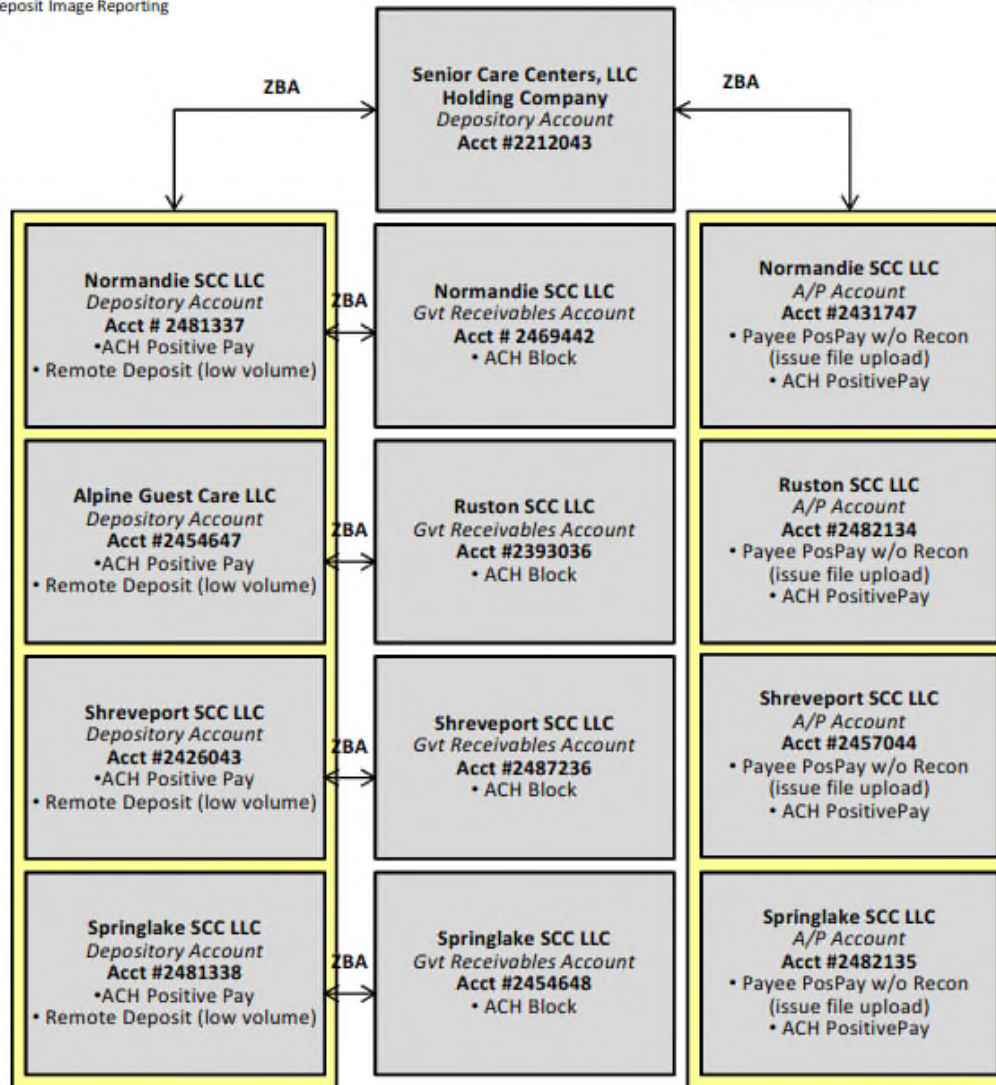 eposit Image Reporting
ZBA
Senior Care Centers, LLC
Holding Company
Depository Account
Acct #2212043
ZBA
Normandie SCC LLC
Depository Account
Acct # 2481337
•ACH Positive Pay
• Remote Deposit (low volume)
ZBA
Normandie SCC LLC
Gvt Receivables Account
Acct # 2469442
• ACH Block
Normandie SCC LLC
A/P Account
Acct #2431747
• Payee PosPay w/o Recon
(issue file upload)
• ACH PositivePay
Alpine Guest Care LLC
Depository Account
Acct #2454647
•ACH Positive Pay
• Remote Deposit (low volume)
ZBA
Ruston SCC LLC
Gvt Receivables Account
Acct #2393036
• ACH Block
Ruston SCC LLC
A/P Account
Acct #2482134
• Payee PosPay w/o Recon
(issue file upload)
• ACH PositivePay
Shreveport SCC LLC
Depository Account
Acct #2426043
•ACH Positive Pay
• Remote Deposit (low volume)
ZBA
Shreveport SCC LLC
Gvt Receivables Account
Acct #2487236
• ACH Block
Shreveport SCC LLC
A/P Account
Acct #2457044
• Payee PosPay w/o Recon
(issue file upload)
• ACH PositivePay
Springlake SCC LLC
Depository Account
Acct #2481338
•ACH Positive Pay
• Remote Deposit (low volume)
ZBA
Springlake SCC LLC
Gvt Receivables Account
Acct #2454648
• ACH Block
Springlake SCC LLC
A/P Account
Acct #2482135
• Payee PosPay w/o Recon
(issue file upload)
• ACH PositivePay